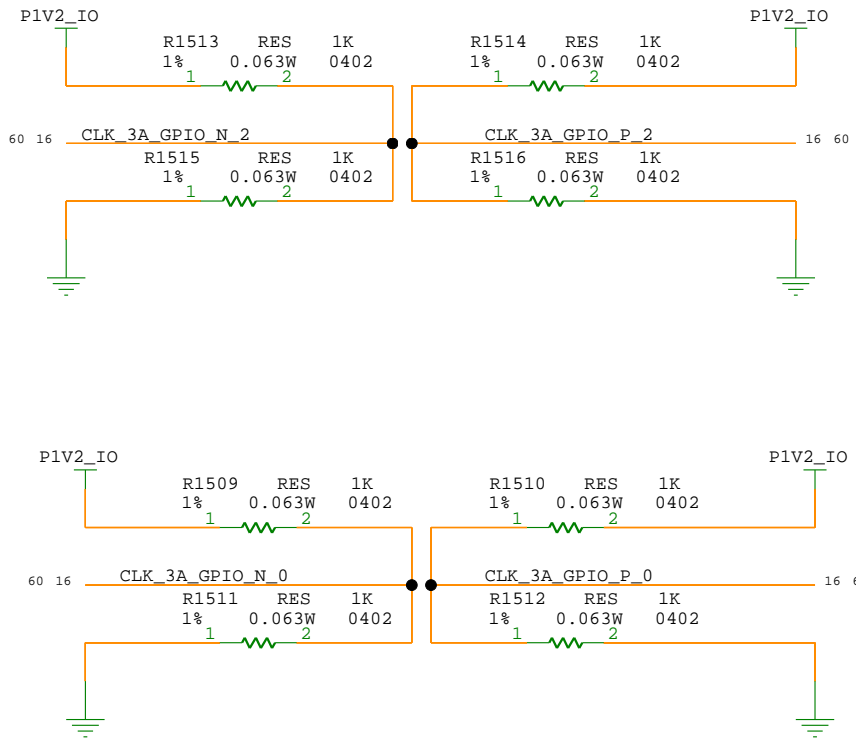 P1V2_IO P1V2_IO
R1513 RES 1K R1514 RES 1K
1% 0.063W 0402 1% 0.063W 0402
1 2 1 2
60 16 CLK_3A_GPIO_N_2 CLK_3A_GPIO_P_2 16 60
R1515 RES 1K R1516 RES 1K
1% 0.063W 0402 1% 0.063W 0402
1 2 1 2
P1V2_IO P1V2_IO
R1509 RES 1K R1510 RES 1K
1% 0.063W 0402 1% 0.063W 0402
1 2 1 2
60 16 CLK_3A_GPIO_N_0 CLK_3A_GPIO_P_0 16
R1511 RES 1K R1512 RES 1K
1% 0.063W 0402 1% 0.063W 0402
1 2 1 2